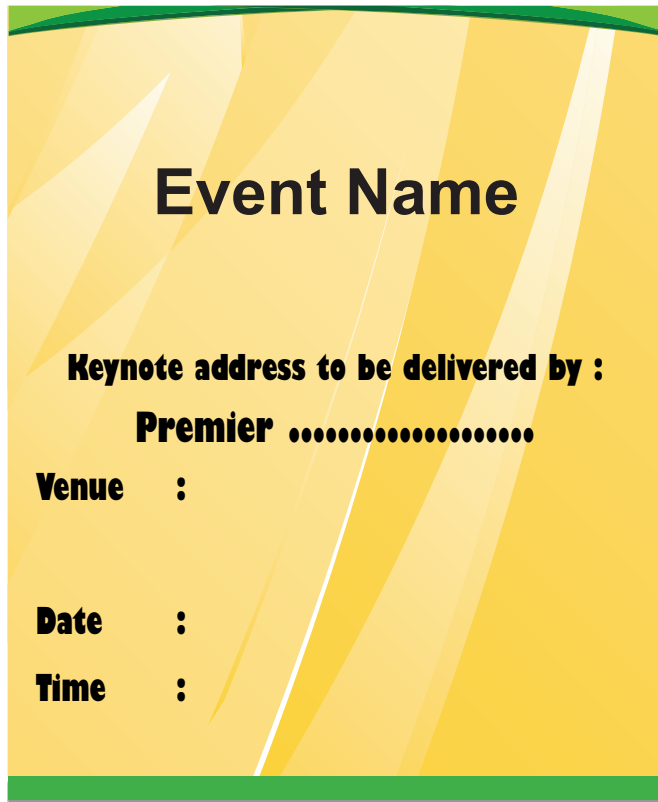 Event Name
Keynote address to be delivered by :
Premier ....................
Venue :
Date :
Time :